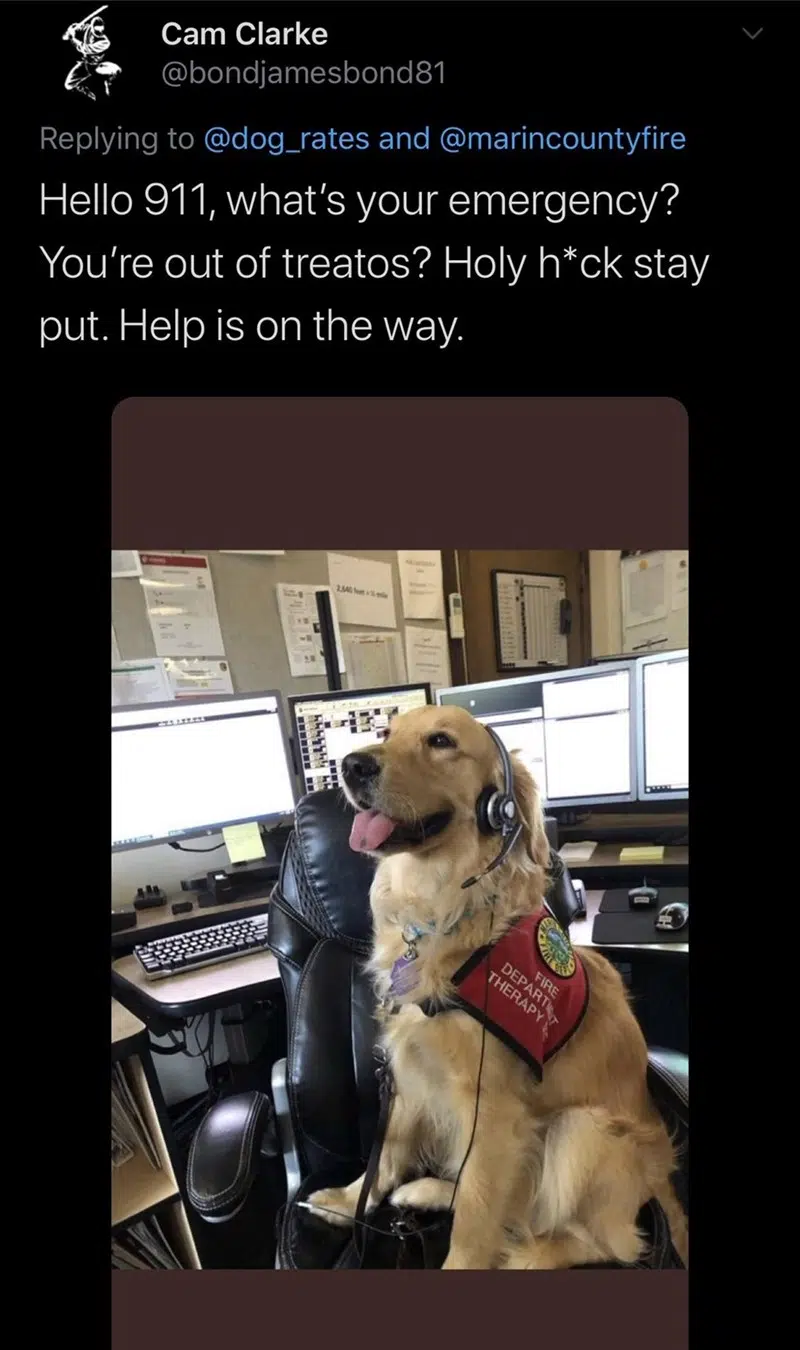 Cam Clarke
@bondjamesbond81
Replying to @dog_rates and @marincountyfire
Hello 911, what's your emergency?
You're out of treatos? Holy h*ck stay
put. Help is on the way.
FIRE
THERAPY